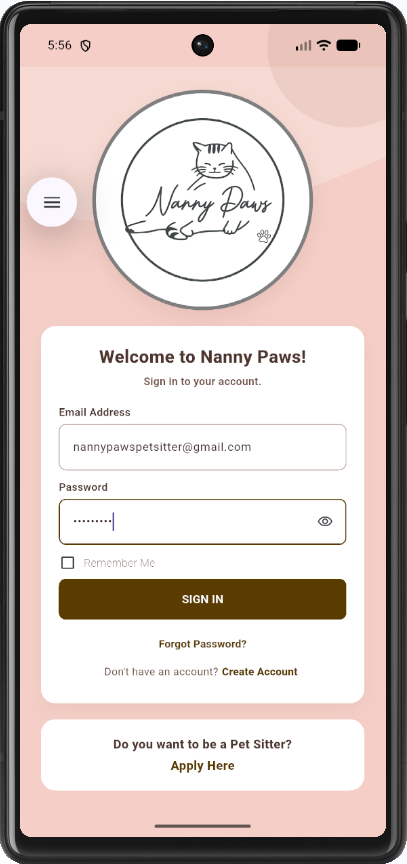 5:56
Nanny Paws
Welcome to Nanny Paws!
Sign in to your account.
Email Address
nannypawspetsitter@gmail.com
Password
•••••••••
Remember Me
SIGN IN
Forgot Password?
Don't have an account? Create Account
Do you want to be a Pet Sitter?
Apply Here